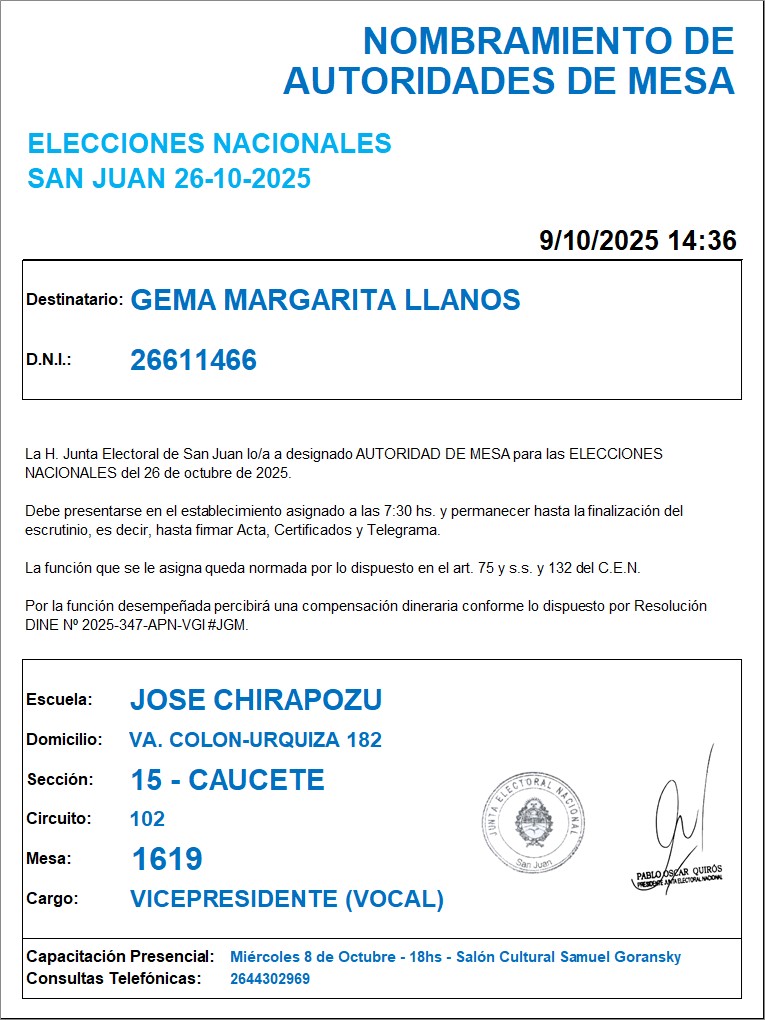 NOMBRAMIENTO DE
AUTORIDADES DE MESA
ELECCIONES NACIONALES
SAN JUAN 26-10-2025
9/10/2025 14:36
Destinatario: GEMA MARGARITA LLANOS
D.N.I.: 26611466
La H. Junta Electoral de San Juan lo/a a designado AUTORIDAD DE MESA para las ELECCIONES
NACIONALES del 26 de octubre de 2025.
Debe presentarse en el establecimiento asignado a las 7:30 hs. y permanecer hasta la finalización del
escrutinio, es decir, hasta firmar Acta, Certificados y Telegrama.
La función que se le asigna queda normada por lo dispuesto en el art. 75 y s.s. y 132 del C.E.N.
Por la función desempeñada percibirá una compensación dineraria conforme lo dispuesto por Resolución
DINE Nº 2025-347-APN-VGI#JGM.
Escuela: JOSE CHIRAPOZU
Domicilio: VA. COLON-URQUIZA 182
Sección: 15 - CAUCETE
Circuito: 102
Mesa: 1619
Cargo: VICEPRESIDENTE (VOCAL)
JUNTA ELECTORAL NACIONAL
San Juan
PABLO OSCAR QUIRÓS
PRESIDENTE JUNTA ELECTORAL NACIONAL
Capacitación Presencial: Miércoles 8 de Octubre - 18hs - Salón Cultural Samuel Goransky
Consultas Telefónicas: 2644302969